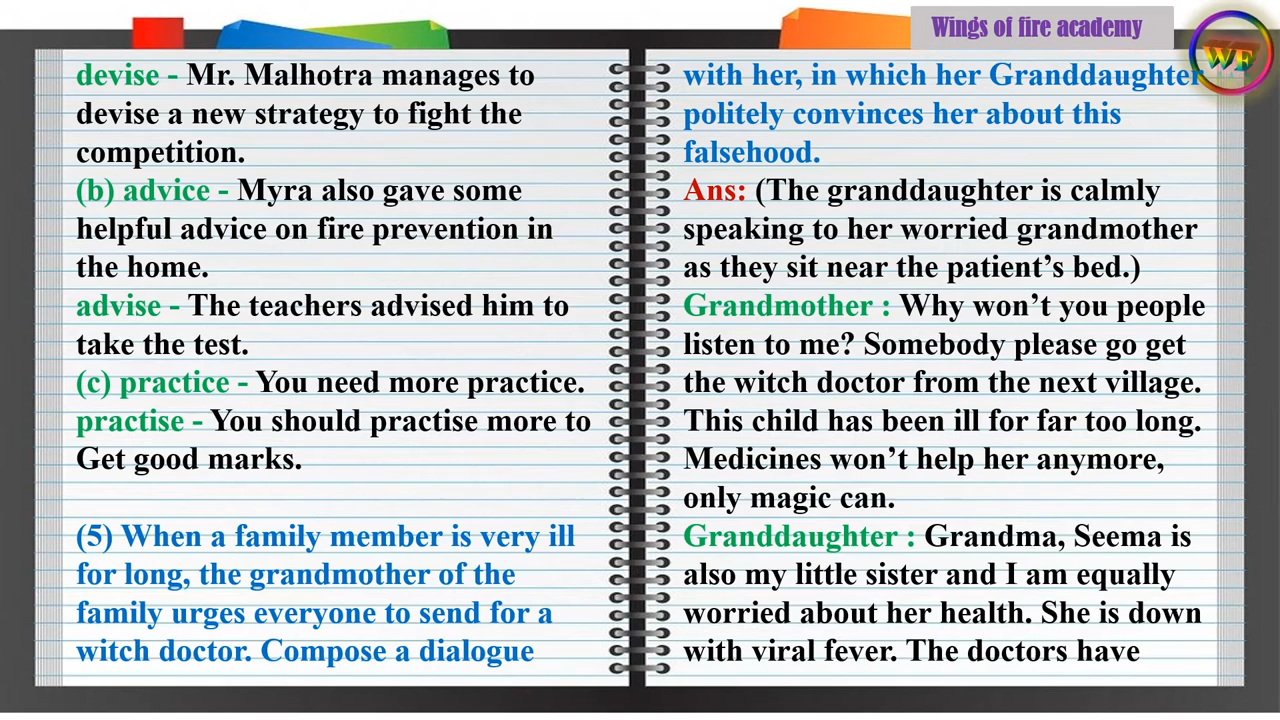 Wings of fire academy
WF
devise - Mr. Malhotra manages to
devise a new strategy to fight the
competition.
(b) advice - Myra also gave some
helpful advice on fire prevention in
the home.
advise - The teachers advised him to
take the test.
(c) practice - You need more practice.
practise - You should practise more to
Get good marks.
(5) When a family member is very ill
for long, the grandmother of the
family urges everyone to send for a
witch doctor. Compose a dialogue
with her, in which her Granddaughter
politely convinces her about this
falsehood.
Ans: (The granddaughter is calmly
speaking to her worried grandmother
as they sit near the patient’s bed.)
Grandmother : Why won’t you people
listen to me? Somebody please go get
the witch doctor from the next village.
This child has been ill for far too long.
Medicines won’t help her anymore,
only magic can.
Granddaughter : Grandma, Seema is
also my little sister and I am equally
worried about her health. She is down
with viral fever. The doctors have